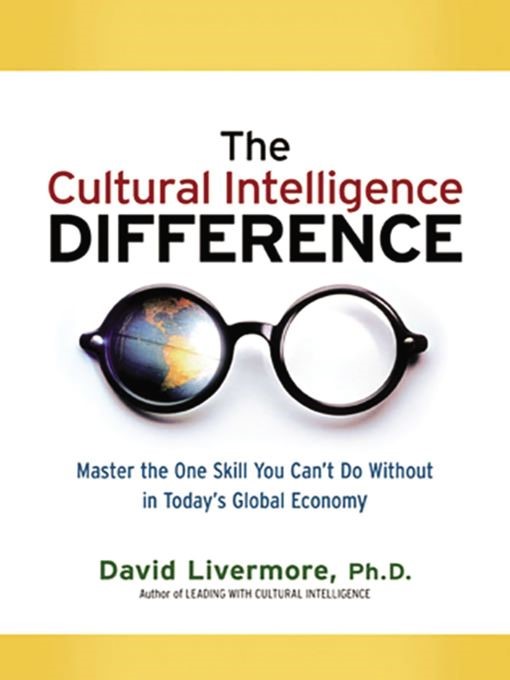 The
Cultural Intelligence
DIFFERENCE
Master the One Skill You Can't Do Without
in Today's Global Economy
David Livermore, Ph.D.
Author of LEADING WITH CULTURAL INTELLIGENCE